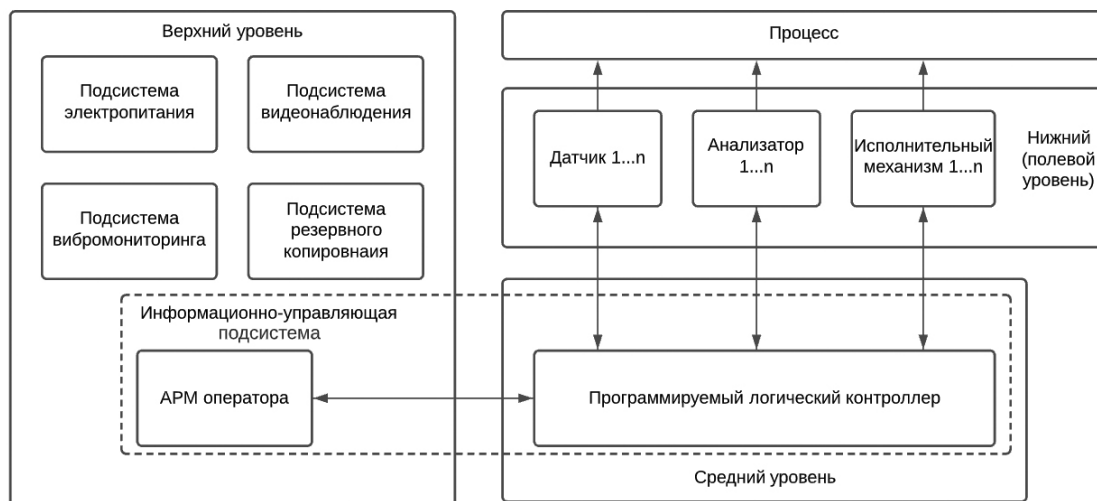 Верхний уровень
Подсистема
электропитания
Подсистема
видеонаблюдения
Подсистема
вибромониторинга
Подсистема
резервного
копировнаия
Процесс
Датчик 1...n
Анализатор
1...n
Исполнительный
механизм 1...n
Нижний
(полевой
уровень)
Информационно-управляющая
подсистема
АРМ оператора
Программируемый логический контроллер
Средний уровень